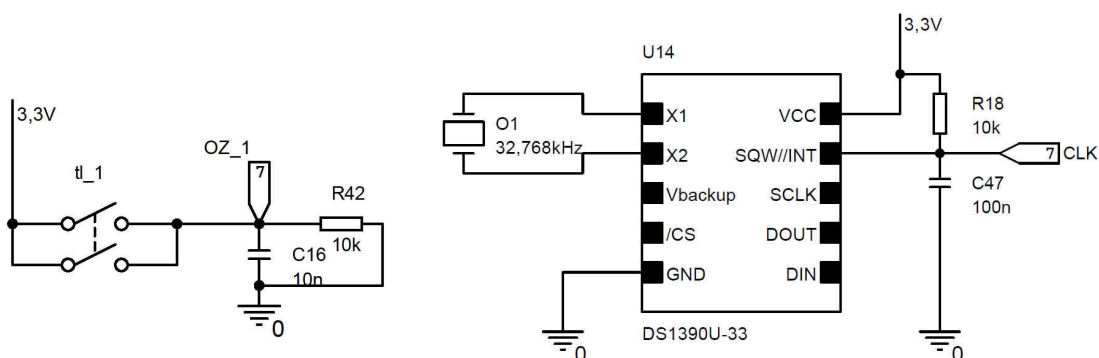 3,3V
tl_1
OZ_1
7
R42
10k
C16
10n
0
O1
32,768kHz
U14
X1
X2
Vbackup
/CS
GND
VCC
SQW//INT
SCLK
DOUT
DIN
DS1390U-33
0
3,3V
R18
10k
7 CLK
C47
100n
0